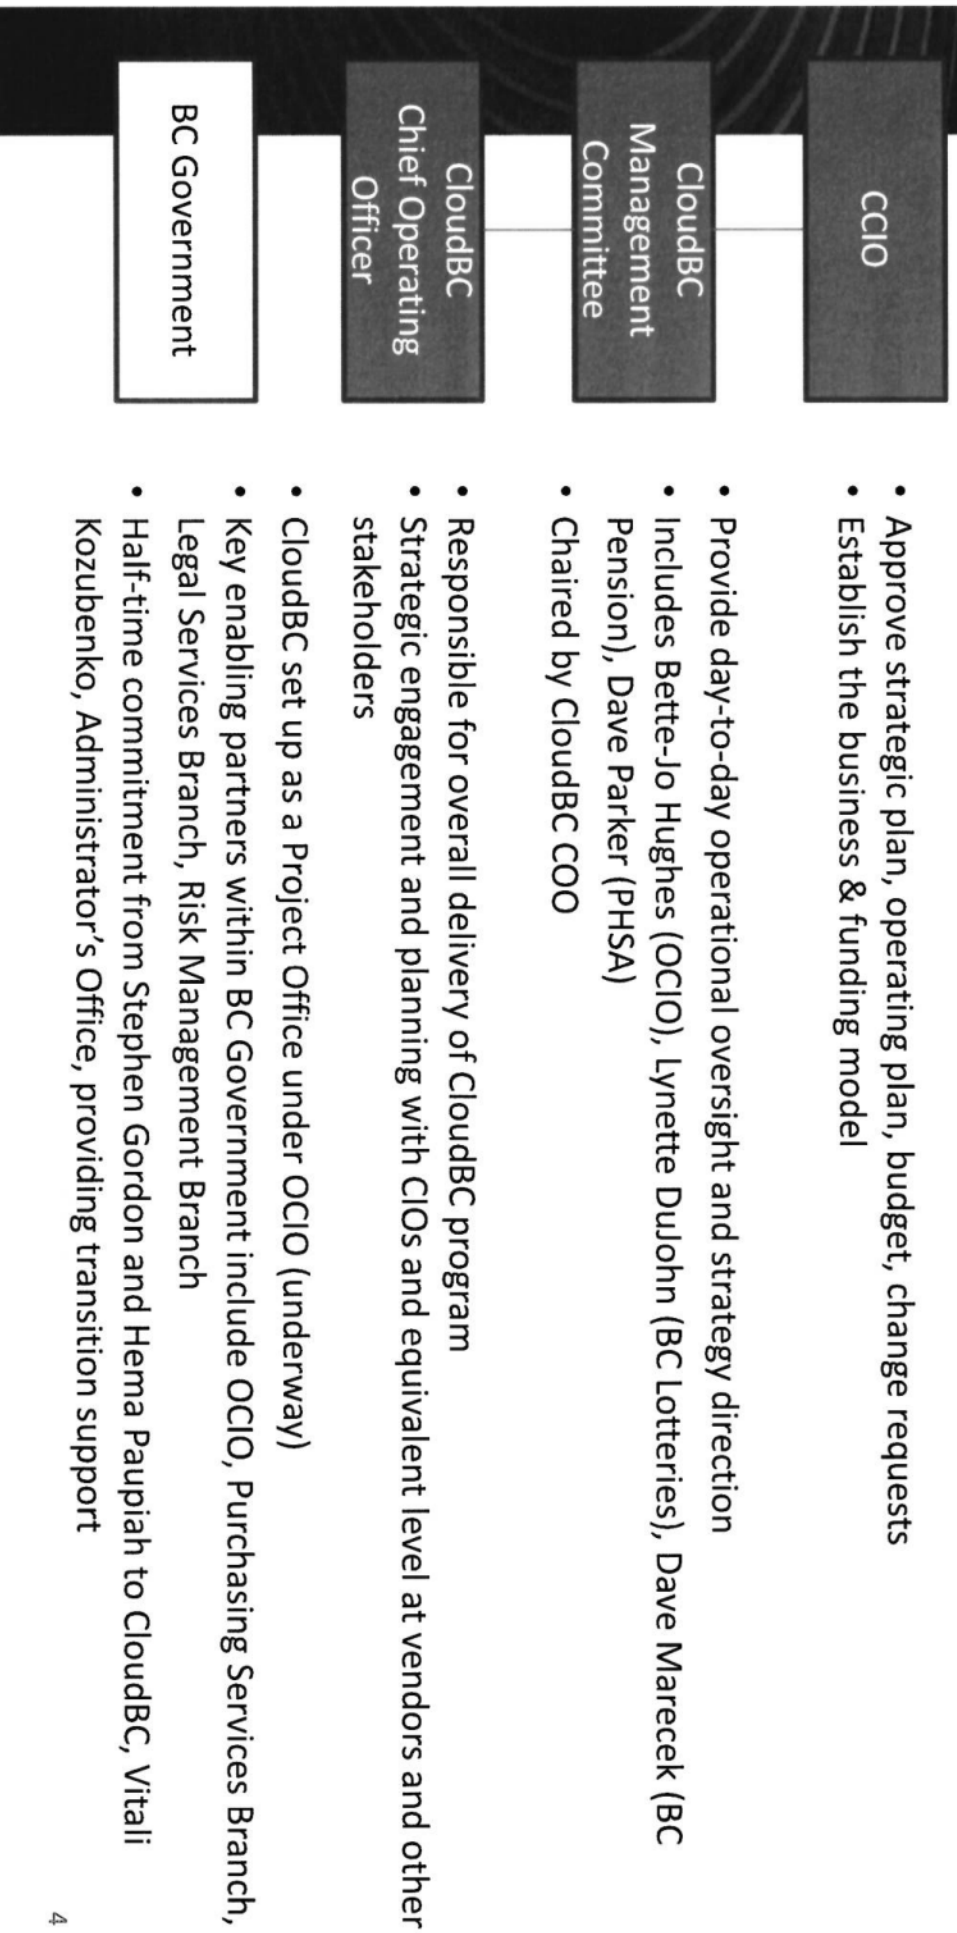 CCIO
• Approve strategic plan, operating plan, budget, change requests
• Establish the business & funding model
CloudBC
Management
Committee
• Provide day-to-day operational oversight and strategy direction
• Includes Bette-Jo Hughes (OCIO), Lynette DuJohn (BC Lotteries), Dave Marecek (BC
Pension), Dave Parker (PHSA)
• Chaired by CloudBC COO
CloudBC
Chief Operating
Officer
• Responsible for overall delivery of CloudBC program
• Strategic engagement and planning with CIOs and equivalent level at vendors and other
stakeholders
BC Government
• CloudBC set up as a Project Office under OCIO (underway)
• Key enabling partners within BC Government include OCIO, Purchasing Services Branch,
Legal Services Branch, Risk Management Branch
• Half-time commitment from Stephen Gordon and Hema Paupiah to CloudBC, Vitali
Kozubenko, Administrator's Office, providing transition support
4